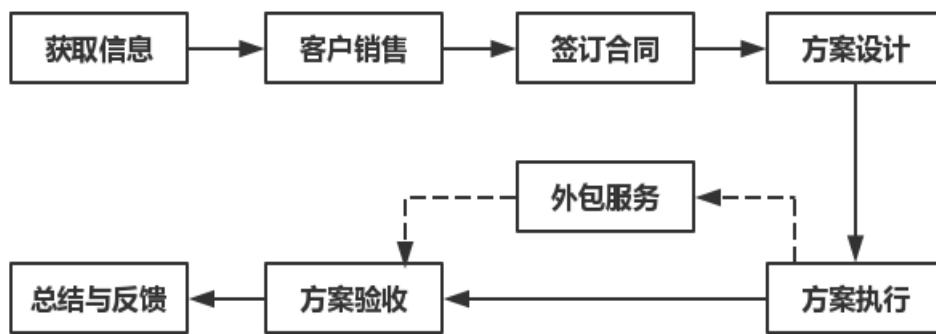 获取信息
客户销售
签订合同
方案设计
外包服务
总结与反馈
方案验收
方案执行